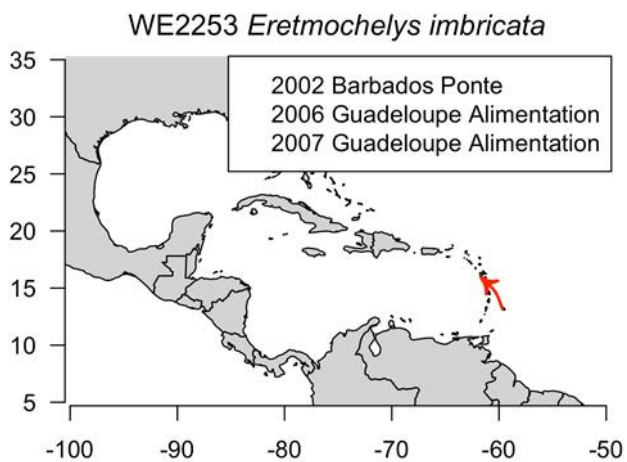 WE2253 Eretmochelys imbricata
2002 Barbados Ponte
2006 Guadeloupe Alimentation
2007 Guadeloupe Alimentation
35
30
25
20
15
10
5
-100 -90 -80 -70 -60 -50